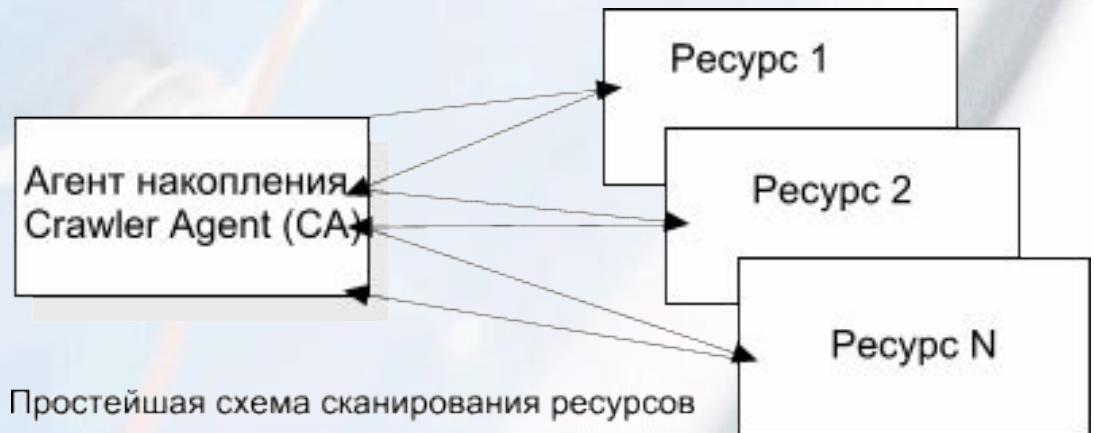 Ресурс 1
Агент накопления
Crawler Agent (CA)
Ресурс 2
Ресурс N
Простейшая схема сканирования ресурсов